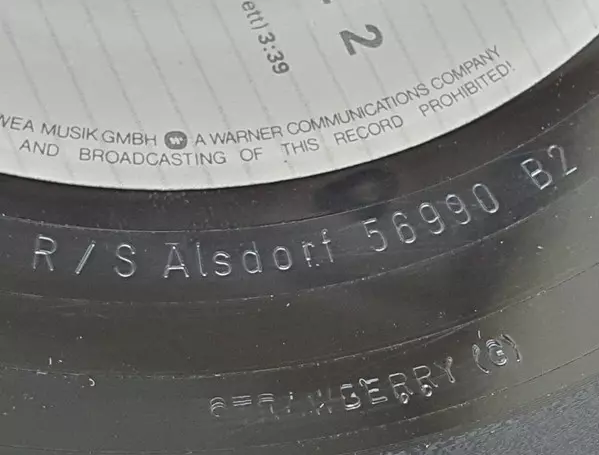 ett) 3:39
2
WEA MUSIK GMBH A WARNER COMMUNICATIONS COMPANY
AND BROADCASTING OF THIS RECORD PROHIBITED!
R/S Alsdorf 56990 B2
GERRY (G)